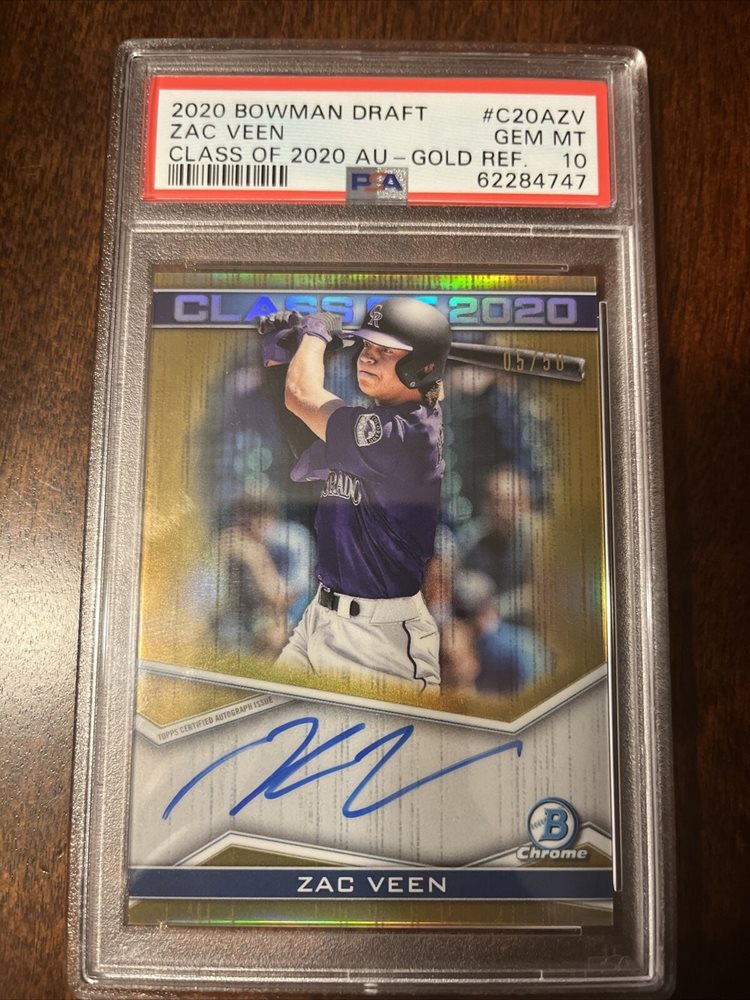 2020 BOWMAN DRAFT #C20AZV
ZAC VEEN GEM MT
CLASS OF 2020 AU-GOLD REF. 10
PSA 62284747
CLASS OF 2020
CR
05/50
TOPPS CERTIFIED AUTOGRAPH ISSUE
B
Chrome
ZAC VEEN